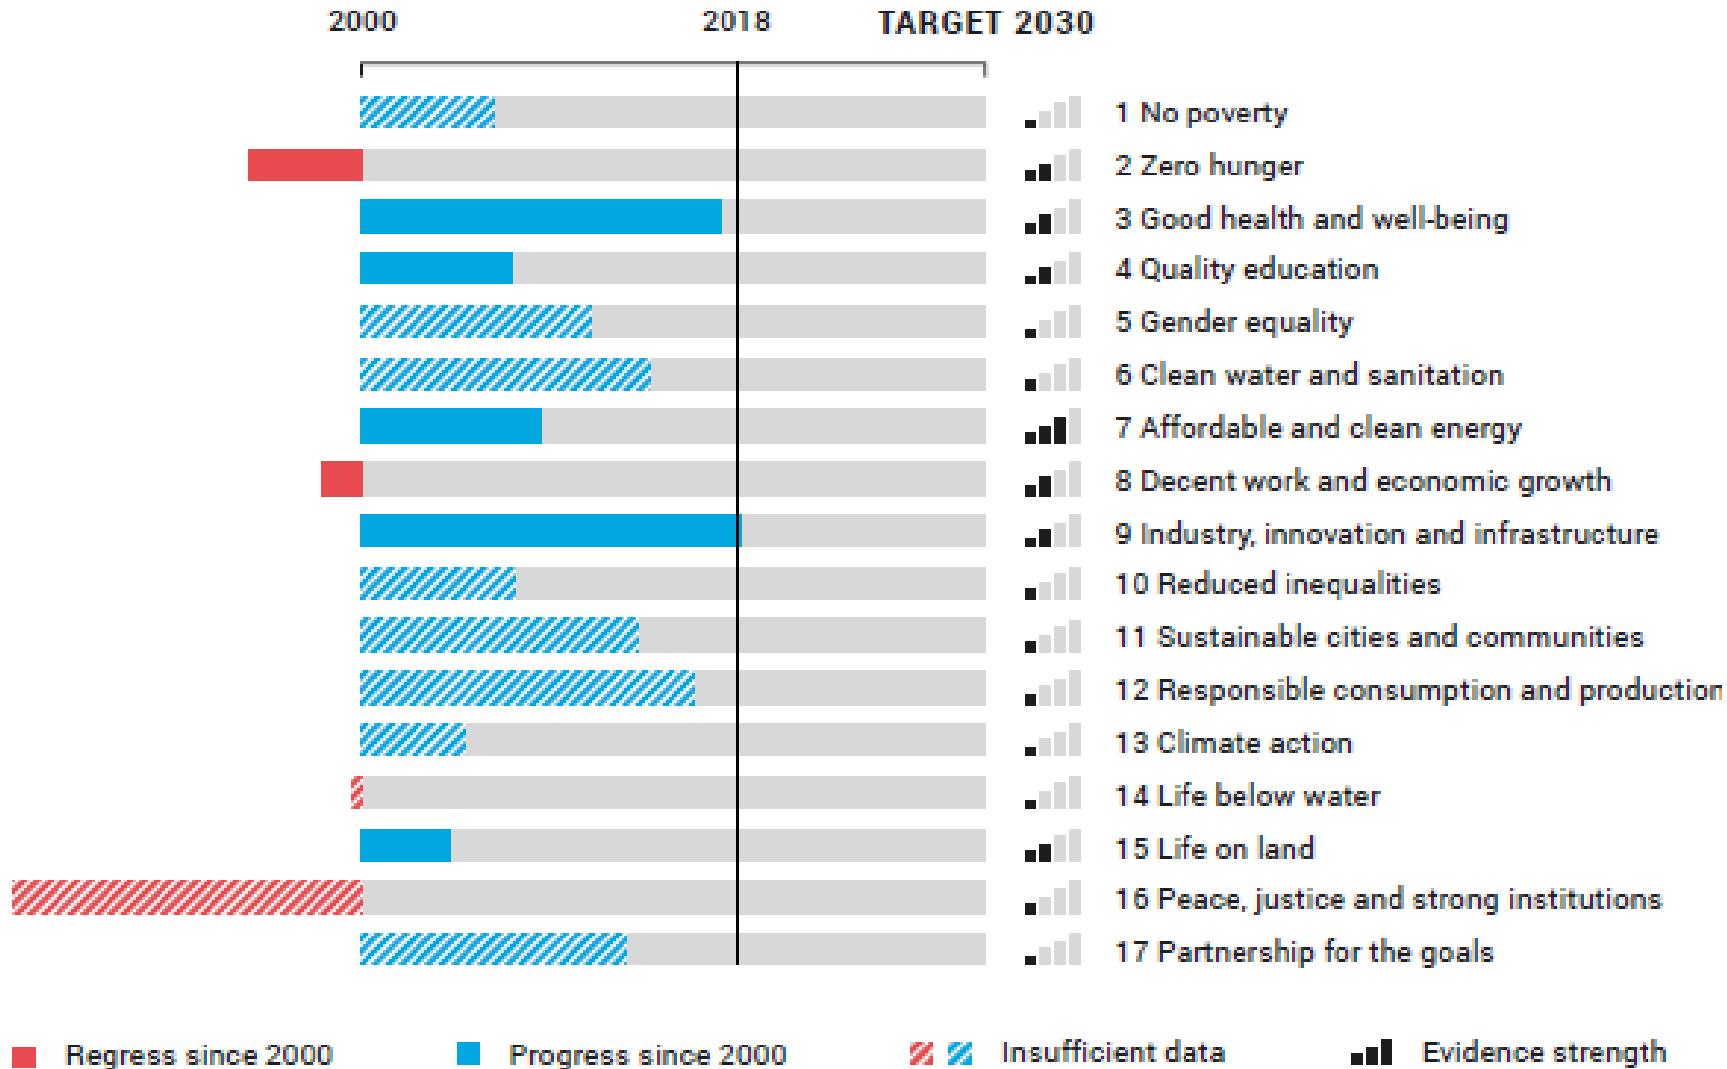 2000 2018 TARGET 2030
1 No poverty
2 Zero hunger
3 Good health and well-being
4 Quality education
5 Gender equality
6 Clean water and sanitation
7 Affordable and clean energy
8 Decent work and economic growth
9 Industry, innovation and infrastructure
10 Reduced inequalities
11 Sustainable cities and communities
12 Responsible consumption and production
13 Climate action
14 Life below water
15 Life on land
16 Peace, justice and strong institutions
17 Partnership for the goals
Regress since 2000 Progress since 2000 Insufficient data Evidence strength